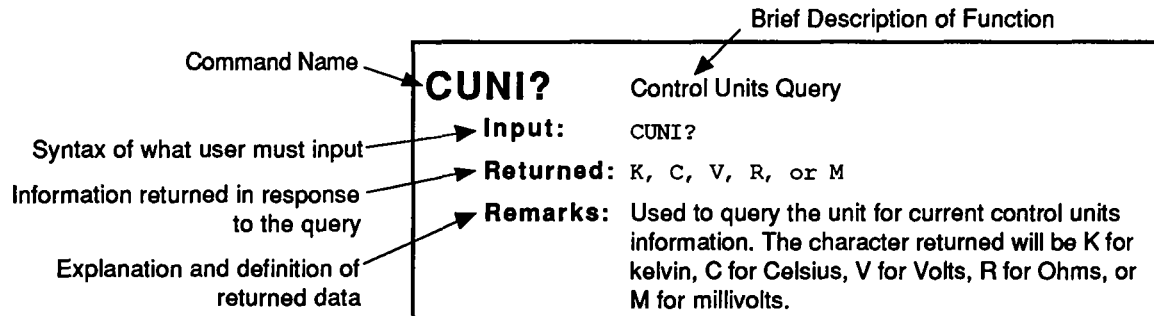 Brief Description of Function
Command Name
CUNI? Control Units Query
Input: CUNI?
Syntax of what user must input
Returned: K, C, V, R, or M
Information returned in response
to the query
Remarks: Used to query the unit for current control units
information. The character returned will be K for
kelvin, C for Celsius, V for Volts, R for Ohms, or
M for millivolts.
Explanation and definition of
returned data